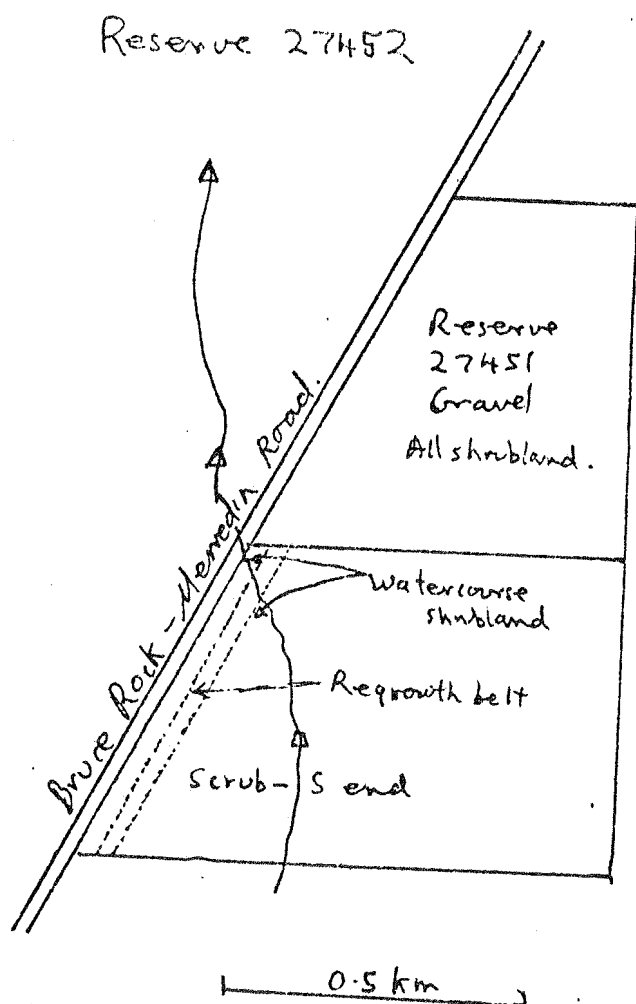 Reserve 27452
Reserve
27451
Gravel
All shrubland.
Bruce Rock - Merredin Road.
Watercourse
shrubland
Regrowth belt
Scrub - S end
0.5 km